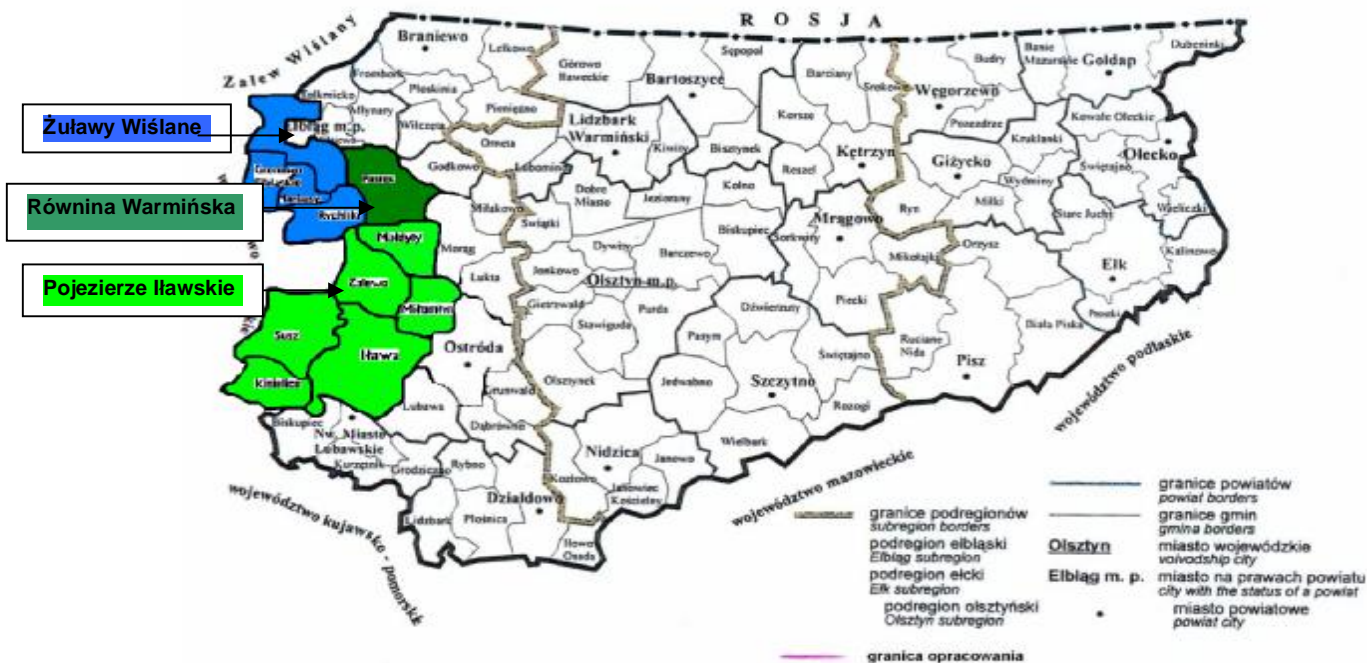 R O S J A
Zalew Wiślany
Żuławy Wiślane
Równina Warmińska
Pojezierze Iławskie
Braniewo
Lelkowo
Górowo
Iławeckie
Sępopol
Bartoszyce
Barciany
Srokowo
Budry
Węgorzewo
Banie
Mazurskie
Gołdap
Dubeninki
Frombork
Płoskinia
Pieniężno
Tolkmicko
Młynary
Wilczęta
Elbląg m.p.
Orneta
Lidzbark
Warmiński
Kiwity
Bisztynek
Korsze
Kętrzyn
Reszel
Pozezdrze
Kruklanki
Giżycko
Kowale Oleckie
Olecko
Świętajno
Wydminy
Wieliczki
Godkowo
Lubomino
Pasłęk
Rychliki
Miłakowo
Świątki
Dobre
Miasto
Jeziorany
Kolno
Biskupiec
Mrągowo
Sorkwity
Ryn
Miłki
Stare Juchy
Kalinowo
Ełk
Małdyty
Morąg
Zalewo
Miłomłyn
Łukta
Jonkowo
Dywity
Barczewo
Olsztyn m.p.
Gietrzwałd
Stawiguda
Purda
Dźwierzuty
Pasym
Piecki
Mikołajki
Orzysz
Biała Piska
Prostki
Ruciane
Nida
Pisz
Świętajno
Szczytno
Jedwabno
Rozogi
Wielbark
Susz
Iława
Kisielice
Ostróda
Olsztynek
Grunwald
Dąbrówno
Lubawa
Biskupiec
Nw. Miasto
Lubawskie
Kurzętnik
Grodziczno
Rybno
Lidzbark
Płośnica
Działdowo
Iłowo
Osada
Kozłowo
Nidzica
Janowo
Janowiec
Kościelny
województwo kujawsko - pomorskie
województwo mazowieckie
województwo podlaskie
granice podregionów
subregion borders
podregion elbląski
Elbląg subregion
podregion ełcki
Ełk subregion
podregion olsztyński
Olsztyn subregion
granice powiatów
powiat borders
granice gmin
gmina borders
Olsztyn miasto wojewódzkie
voivodship city
Elbląg m. p. miasto na prawach powiatu
city with the status of a powiat
miasto powiatowe
powiat city
granica opracowania